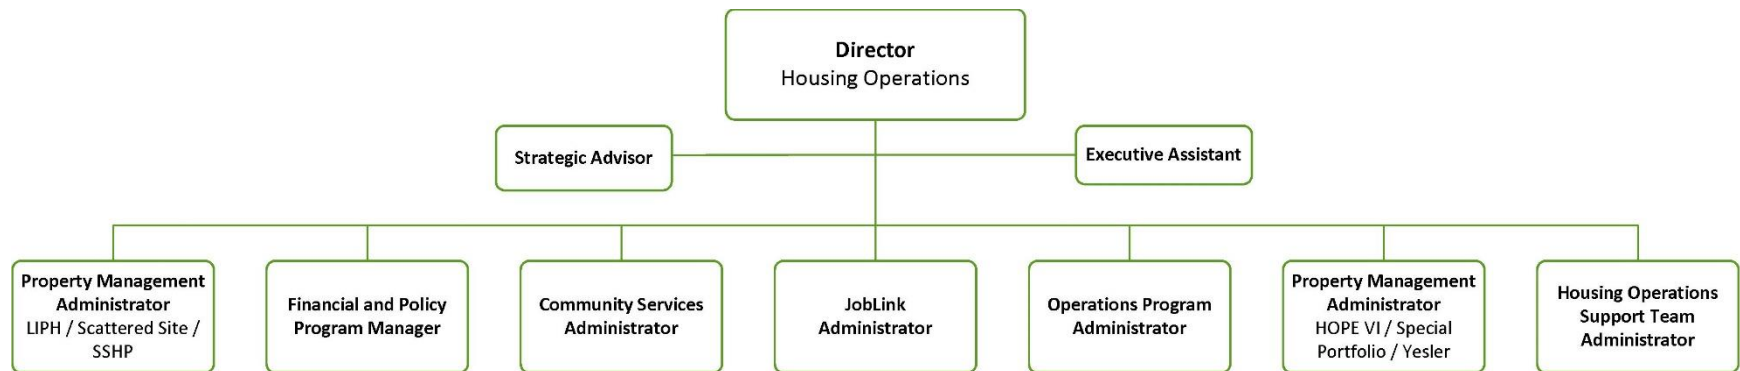 Director
Housing Operations
Strategic Advisor
Executive Assistant
Property Management
Administrator
LIPH / Scattered Site /
SSHP
Financial and Policy
Program Manager
Community Services
Administrator
JobLink
Administrator
Operations Program
Administrator
Property Management
Administrator
HOPE VI / Special
Portfolio / Yesler
Housing Operations
Support Team
Administrator